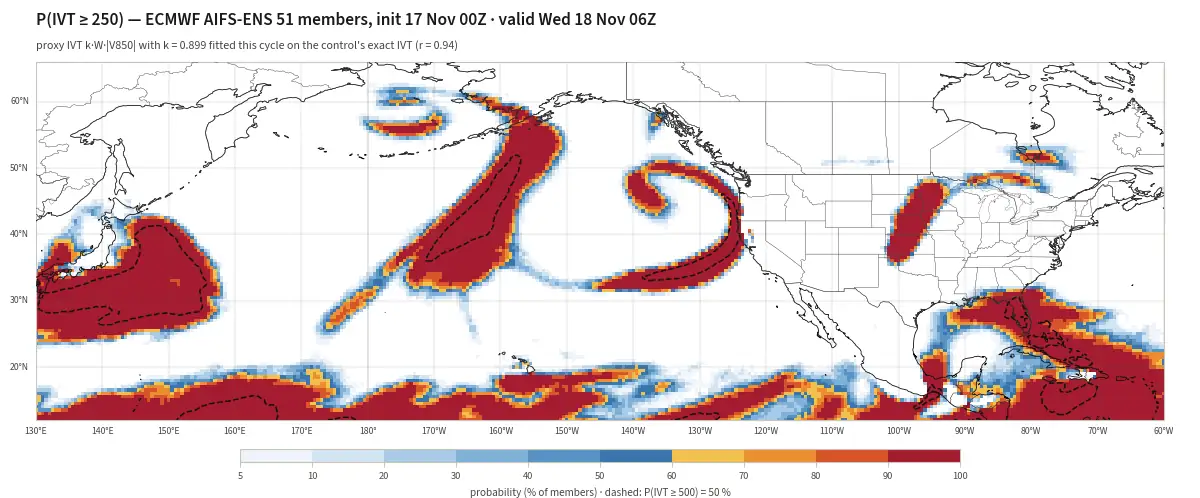 P(IVT ≥ 250) — ECMWF AIFS-ENS 51 members, init 17 Nov 00Z · valid Wed 18 Nov 06Z
proxy IVT k·W·|V850| with k = 0.899 fitted this cycle on the control's exact IVT (r = 0.94)
60°N
50°N
40°N
30°N
20°N
130°E 140°E 150°E 160°E 170°E 180° 170°W 160°W 150°W 140°W 130°W 120°W 110°W 100°W 90°W 80°W 70°W 60°W
5 10 20 30 40 50 60 70 80 90 100
probability (% of members) · dashed: P(IVT ≥ 500) = 50 %